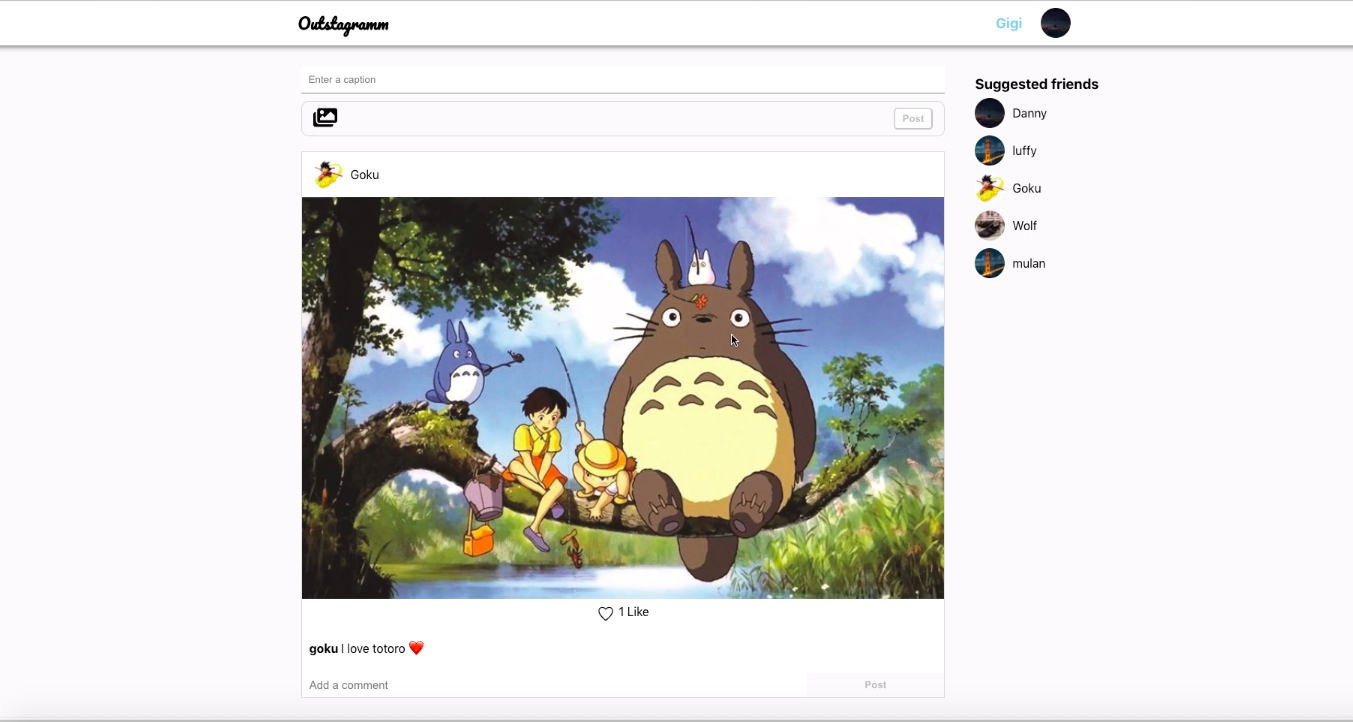 Outstagramm
Gigi
Enter a caption
Post
Goku
1 Like
goku I love totoro ❤️
Add a comment
Post
Suggested friends
Danny
luffy
Goku
Wolf
mulan